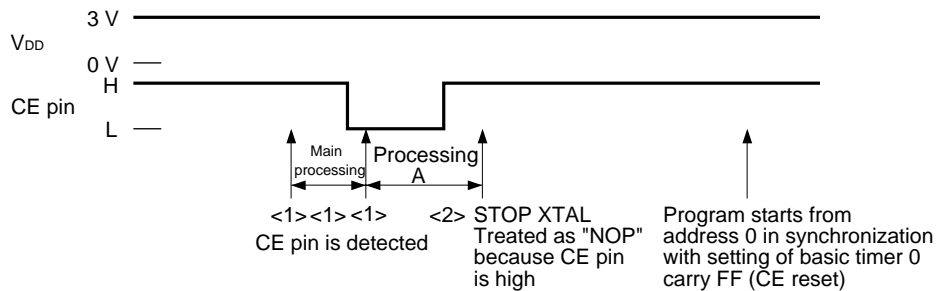 3 V
VDD
0 V
H
CE pin
L
Main
processing
Processing
A
<1> <1> <1>
CE pin is detected
<2> STOP XTAL
Treated as "NOP"
because CE pin
is high
Program starts from
address 0 in synchronization
with setting of basic timer 0
carry FF (CE reset)